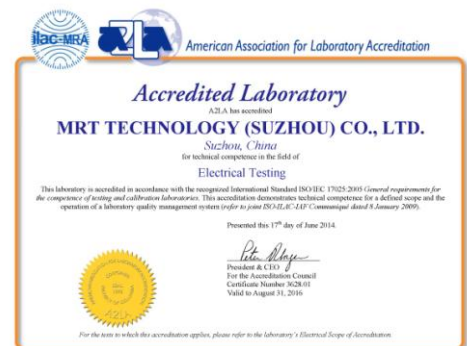 ilac-MRA
A2LA
American Association for Laboratory Accreditation
Accredited Laboratory
A2LA has accredited
MRT TECHNOLOGY (SUZHOU) CO., LTD.
Suzhou, China
for technical competence in the field of
Electrical Testing
This laboratory is accredited in accordance with the recognized International Standard ISO/IEC 17025:2005 General requirements for
the competence of testing and calibration laboratories. This accreditation demonstrates technical competence for a defined scope and the
operation of a laboratory quality management system (refer to joint ISO-ILAC-IAF Communiqué dated 8 January 2009).
Presented this 17th day of June 2014.
President & CEO
For the Accreditation Council
Certificate Number 3628.01
Valid to August 31, 2016
A2LA
For the tests to which this accreditation applies, please refer to the laboratory's Electrical Scope of Accreditation.